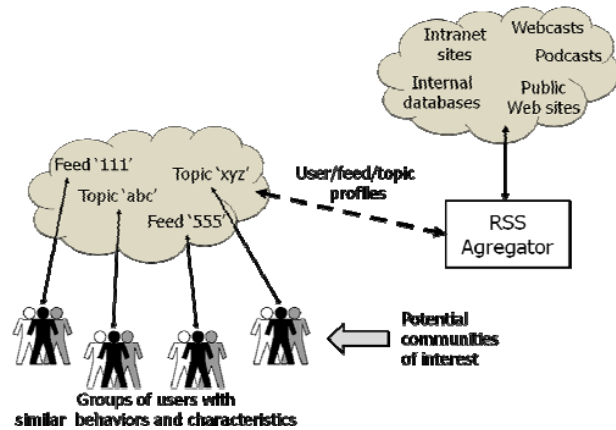 Intranet
sites
Webcasts
Podcasts
Internal
databases
Public
Web sites
Feed '111'
Topic 'xyz'
Topic 'abc'
Feed '555'
User/feed/topic
profiles
RSS
Agregator
Potential
communities
of interest
Groups of users with
similar behaviors and characteristics